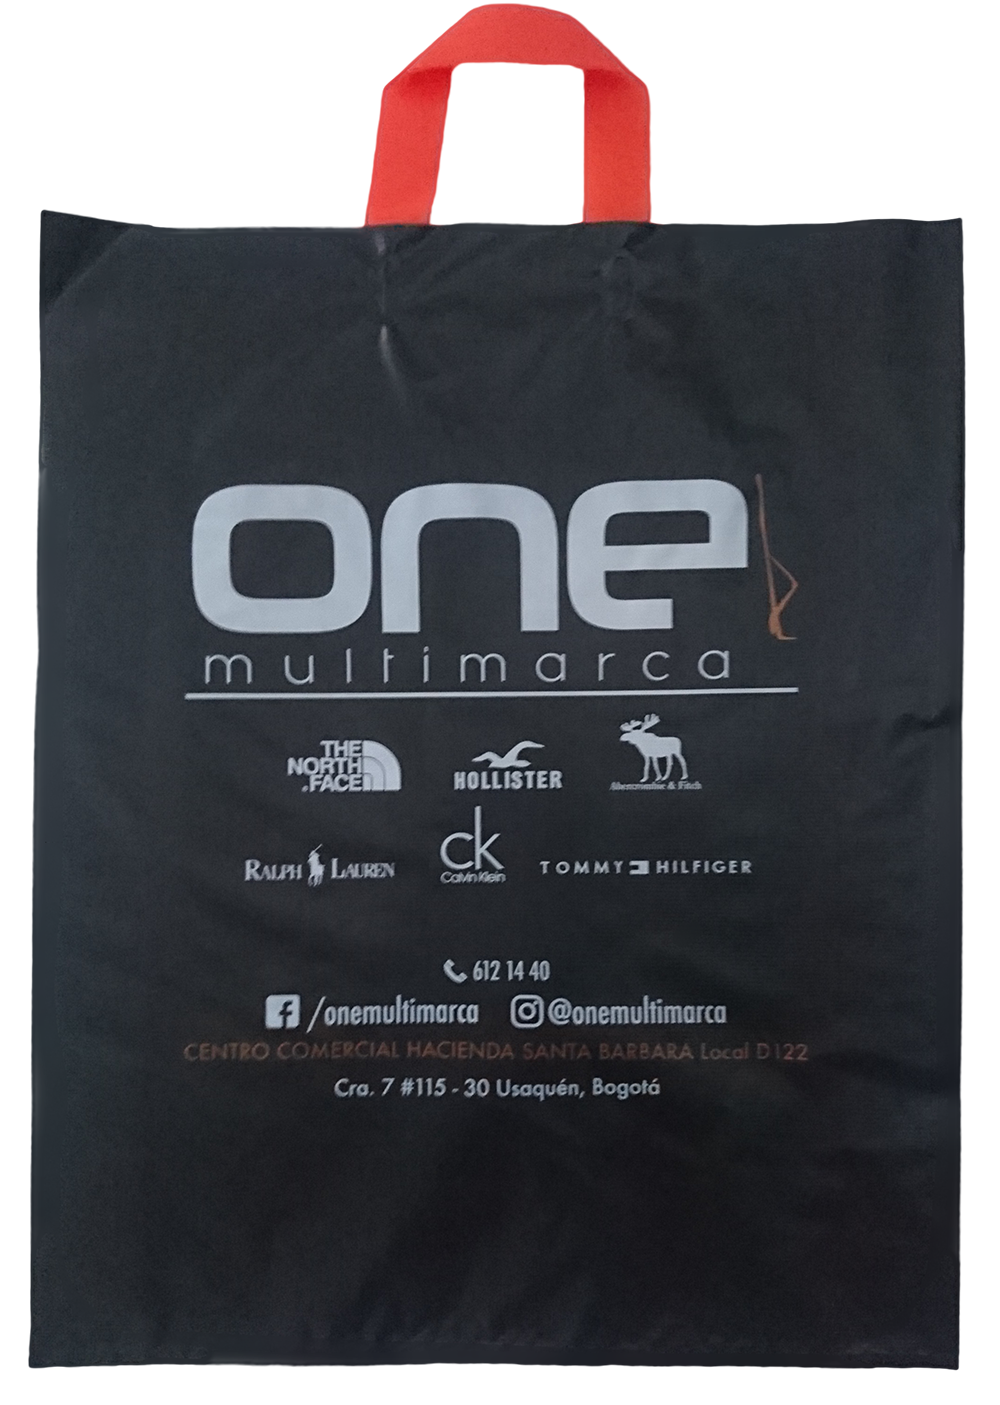 one
multimarca
THE NORTH FACE
HOLLISTER
Abercrombie & Fitch
RALPH LAUREN
ck Calvin Klein
TOMMY HILFIGER
612 14 40
/onemultimarca @onemultimarca
CENTRO COMERCIAL HACIENDA SANTA BARBARA Local D122
Cra. 7 #115 - 30 Usaquén, Bogotá